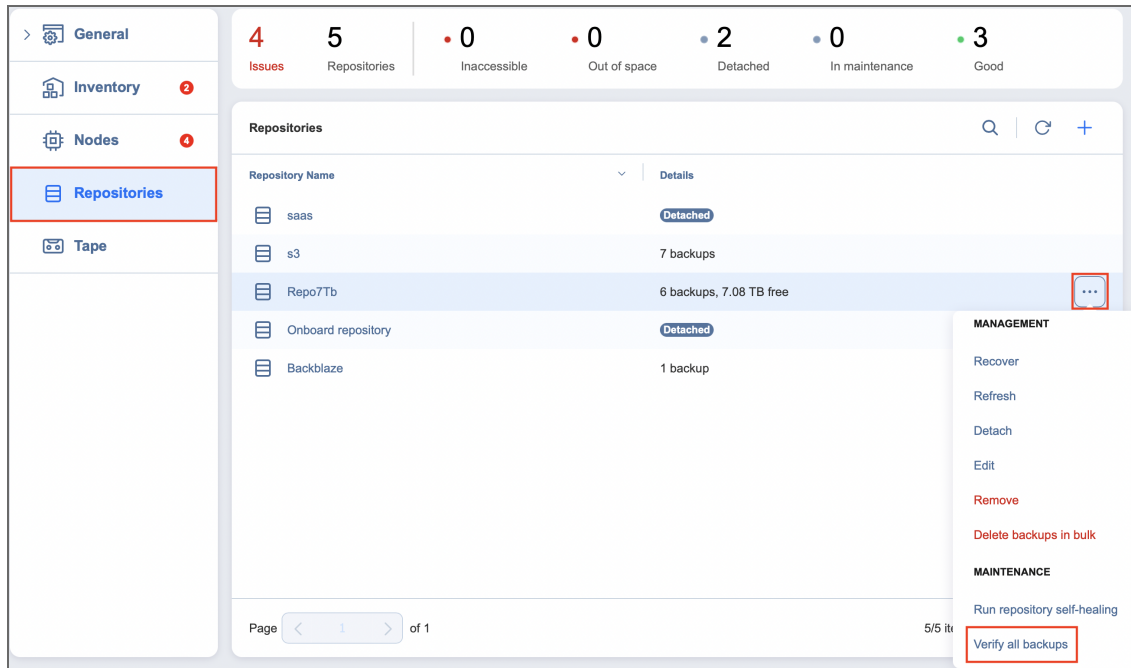 General
Inventory 2
Nodes 4
Repositories
Tape
4 5 0 0 2 0 3
Issues Repositories Inaccessible Out of space Detached In maintenance Good
Repositories
Repository Name Details
saas Detached
s3 7 backups
Repo7Tb 6 backups, 7.08 TB free
Onboard repository Detached
Backblaze 1 backup
MANAGEMENT
Recover
Refresh
Detach
Edit
Remove
Delete backups in bulk
MAINTENANCE
Run repository self-healing
Verify all backups
Page 1 of 1 5/5